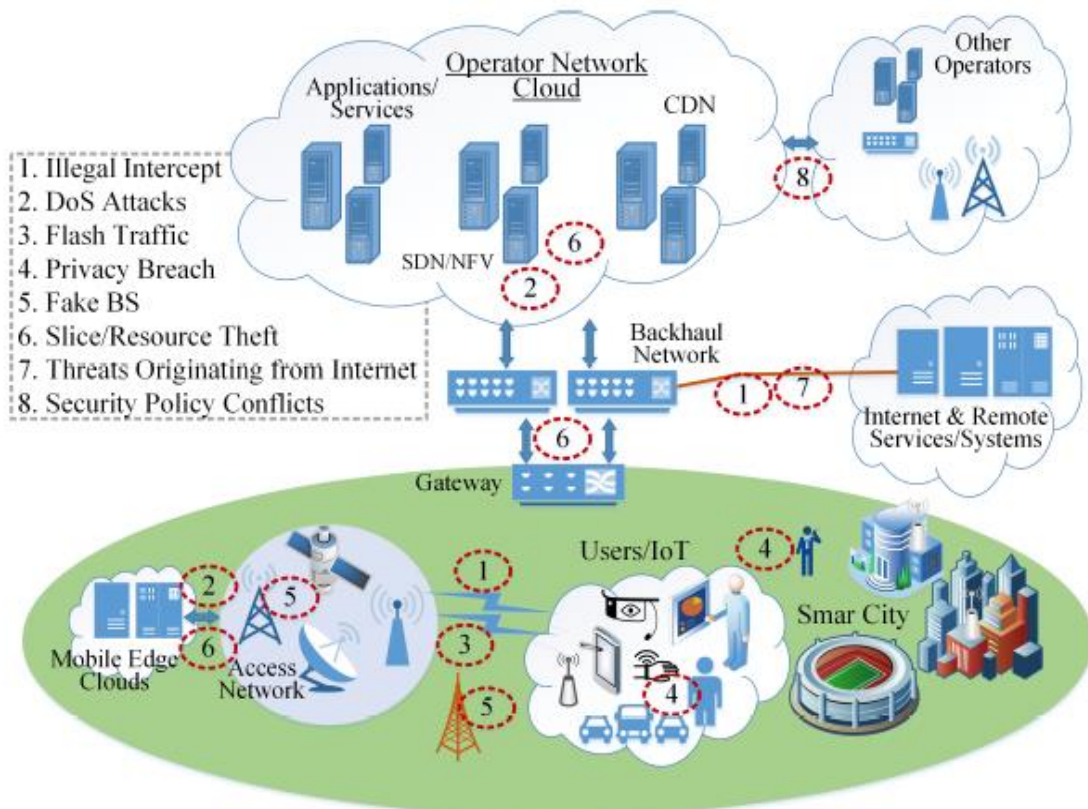 Operator Network
Cloud
Applications/
Services
CDN
Other
Operators
1. Illegal Intercept
2. DoS Attacks
3. Flash Traffic
4. Privacy Breach
5. Fake BS
6. Slice/Resource Theft
7. Threats Originating from Internet
8. Security Policy Conflicts
8
6
SDN/NFV
2
Backhaul
Network
1
7
Internet & Remote
Services/Systems
6
Gateway
Users/IoT
4
1
2
5
Smar City
3
6
Mobile Edge
Clouds
Access
Network
4
5